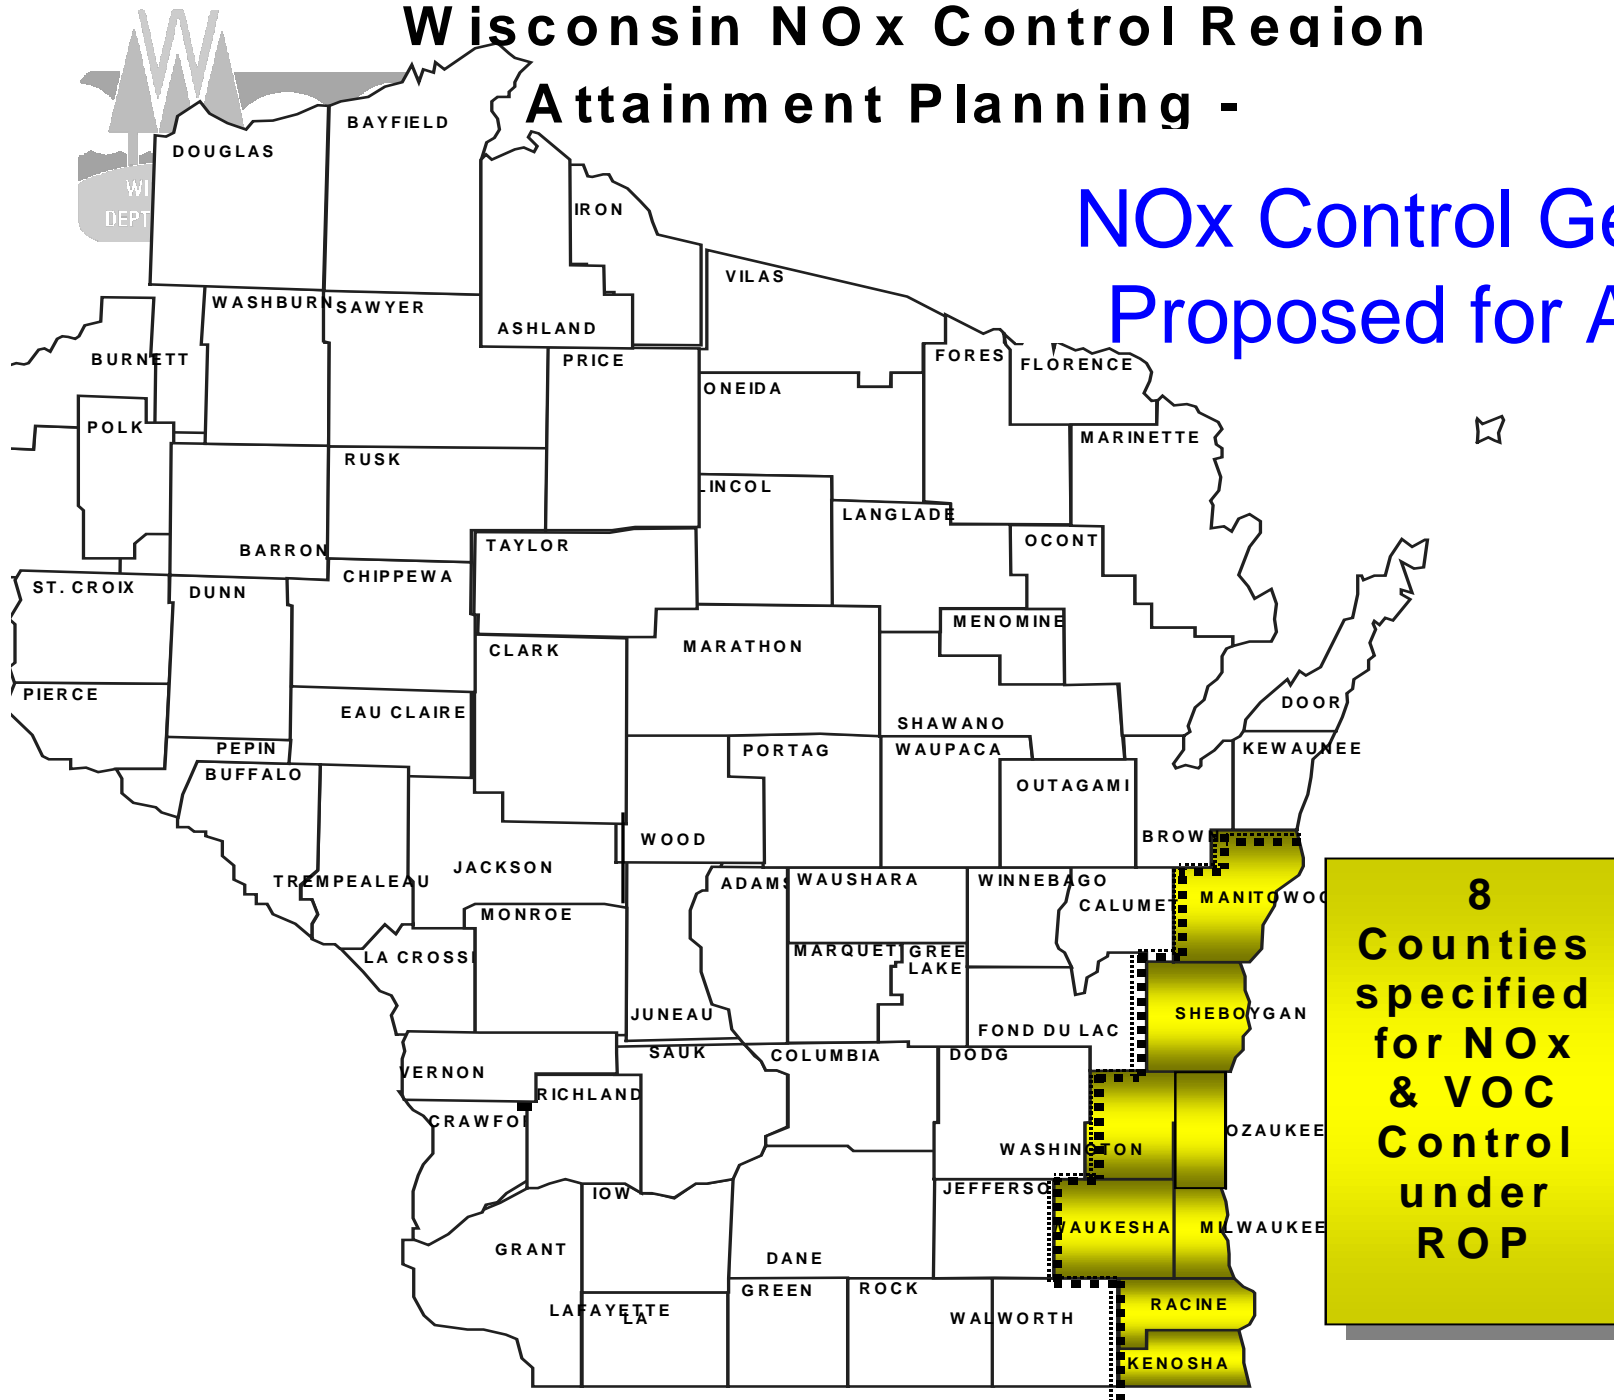 Wisconsin NOx Control Region
Attainment Planning -
NOx Control Ge
Proposed for A
WI
DEPT
BAYFIELD
DOUGLAS
IRON
VILAS
WASHBURN
SAWYER
ASHLAND
BURNETT
PRICE
FORES
FLORENCE
ONEIDA
POLK
MARINETTE
RUSK
LINCOL
LANGLADE
BARRON
TAYLOR
OCONT
ST. CROIX
DUNN
CHIPPEWA
MENOMINE
CLARK
MARATHON
PIERCE
EAU CLAIRE
SHAWANO
DOOR
PEPIN
PORTAG
WAUPACA
KEWAUNEE
BUFFALO
OUTAGAMI
WOOD
BROWN
TREMPEALEAU
JACKSON
ADAMS
WAUSHARA
WINNEBAGO
CALUMET
MANITOWOC
MONROE
LA CROSSE
MARQUET
GREE
LAKE
JUNEAU
FOND DU LAC
SHEBOYGAN
SAUK
COLUMBIA
DODG
VERNON
RICHLAND
CRAWFO
WASHINGTON
OZAUKEE
IOW
JEFFERSO
GRANT
DANE
WAUKESHA
MILWAUKEE
LAFAYETTE
LA
GREEN
ROCK
WALWORTH
RACINE
KENOSHA
8
Counties
specified
for NOx
& VOC
Control
under
ROP